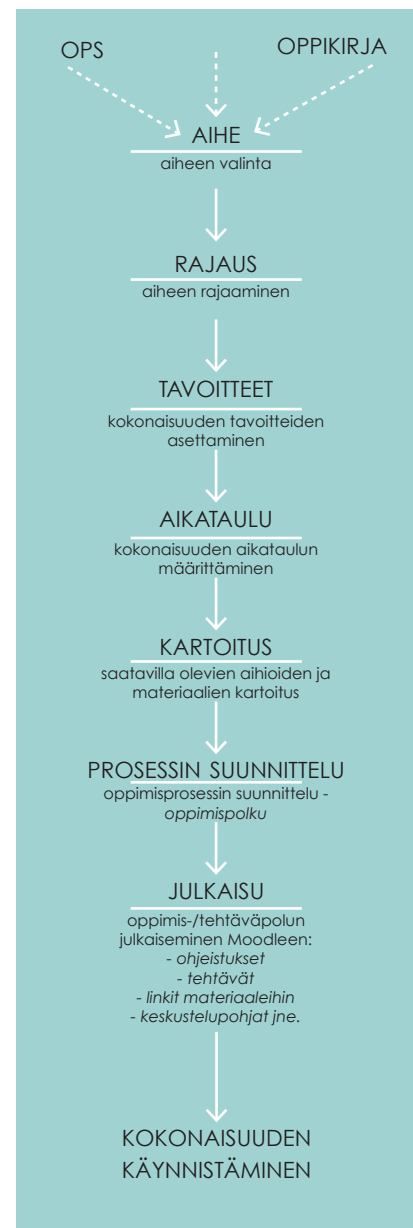 OPS
OPPIKIRJA
AIHE
aiheen valinta
RAJAUS
aiheen rajaaminen
TAVOITTEET
kokonaisuuden tavoitteiden
asettaminen
AIKATAULU
kokonaisuuden aikataulun
määrittäminen
KARTOITUS
saatavilla olevien aihioiden ja
materiaalien kartoitus
PROSESSIN SUUNNITTELU
oppimisprosessin suunnittelu -
oppimispolku
JULKAISU
oppimis-/tehtäväpolun
julkaiseminen Moodleen:
- ohjeistukset
- tehtävät
- linkit materiaaleihin
- keskustelupohjat jne.
KOKONAISUUDEN
KÄYNNISTÄMINEN